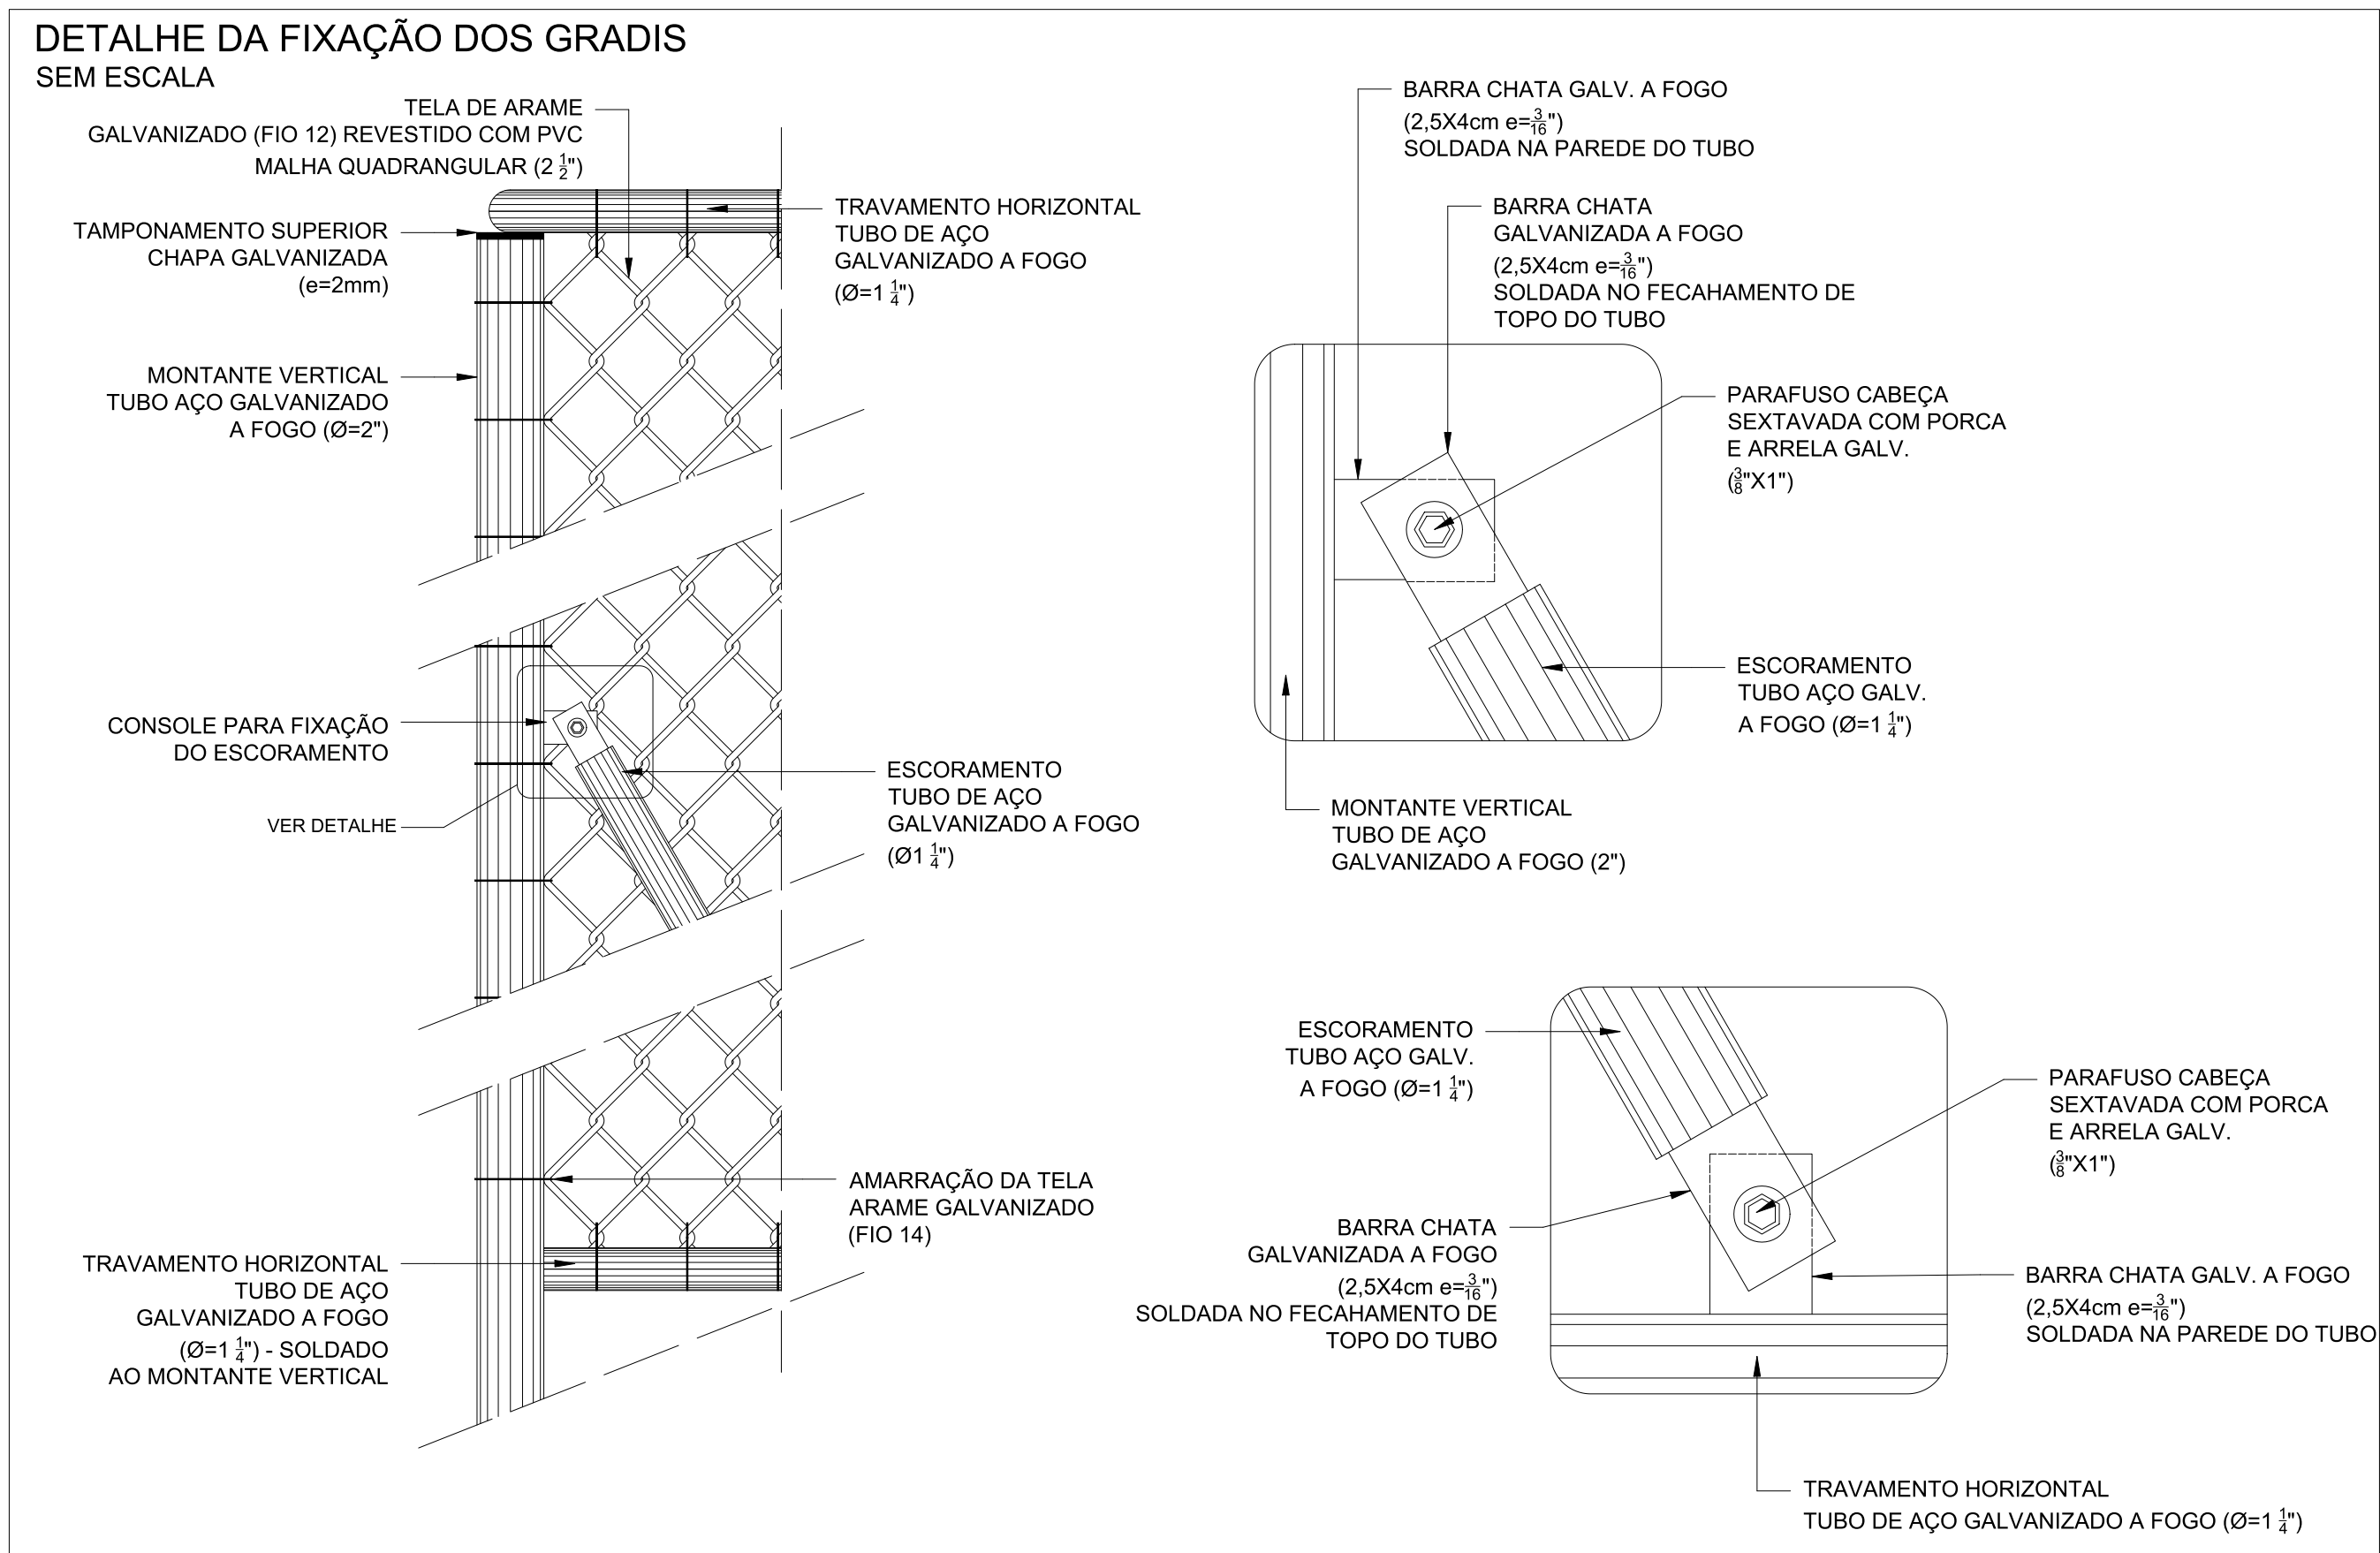 DETALHE DA FIXAÇÃO DOS GRADIS
SEM ESCALA
TELA DE ARAME
GALVANIZADO (FIO 12) REVESTIDO COM PVC
MALHA QUADRANGULAR (2 1/2")
TAMPONAMENTO SUPERIOR
CHAPA GALVANIZADA
(e=2mm)
MONTANTE VERTICAL
TUBO AÇO GALVANIZADO
A FOGO (Ø=2")
CONSOLE PARA FIXAÇÃO
DO ESCORAMENTO
VER DETALHE
TRAVAMENTO HORIZONTAL
TUBO DE AÇO
GALVANIZADO A FOGO
(Ø=1 1/4") - SOLDADO
AO MONTANTE VERTICAL
TRAVAMENTO HORIZONTAL
TUBO DE AÇO
GALVANIZADO A FOGO
(Ø=1 1/4")
ESCORAMENTO
TUBO DE AÇO
GALVANIZADO A FOGO
(Ø1 1/4")
AMARRAÇÃO DA TELA
ARAME GALVANIZADO
(FIO 14)
BARRA CHATA GALV. A FOGO
(2,5X4cm e=3/16")
SOLDADA NA PAREDE DO TUBO
BARRA CHATA
GALVANIZADA A FOGO
(2,5X4cm e=3/16")
SOLDADA NO FECAHAMENTO DE
TOPO DO TUBO
PARAFUSO CABEÇA
SEXTAVADA COM PORCA
E ARRELA GALV.
(3/8"X1")
ESCORAMENTO
TUBO AÇO GALV.
A FOGO (Ø=1 1/4")
MONTANTE VERTICAL
TUBO DE AÇO
GALVANIZADO A FOGO (2")
ESCORAMENTO
TUBO AÇO GALV.
A FOGO (Ø=1 1/4")
PARAFUSO CABEÇA
SEXTAVADA COM PORCA
E ARRELA GALV.
(3/8"X1")
BARRA CHATA
GALVANIZADA A FOGO
(2,5X4cm e=3/16")
SOLDADA NO FECAHAMENTO DE
TOPO DO TUBO
BARRA CHATA GALV. A FOGO
(2,5X4cm e=3/16")
SOLDADA NA PAREDE DO TUBO
TRAVAMENTO HORIZONTAL
TUBO DE AÇO GALVANIZADO A FOGO (Ø=1 1/4")